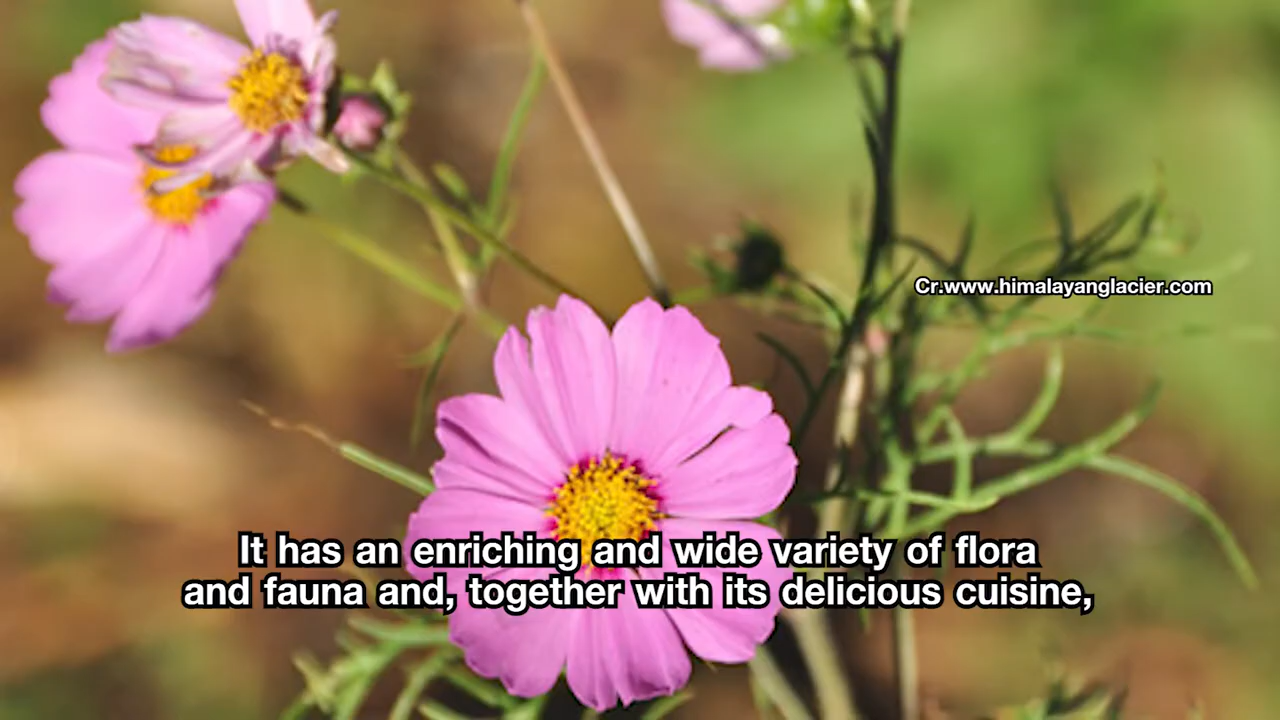 Cr.www.himalayanglacier.com
It has an enriching and wide variety of flora
and fauna and, together with its delicious cuisine,